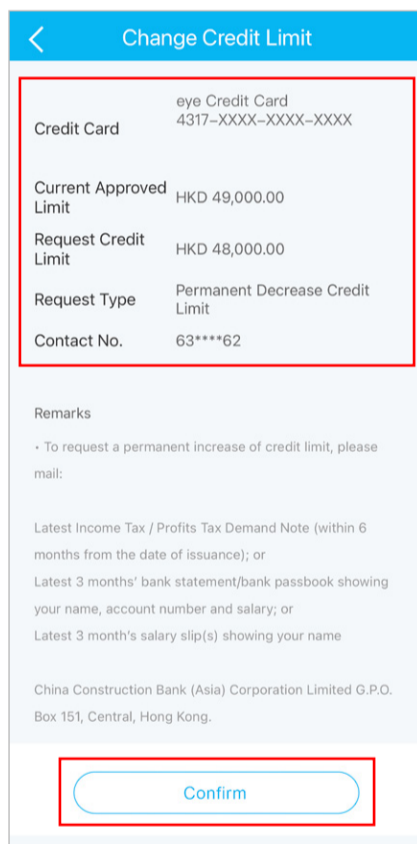 Change Credit Limit
eye Credit Card
Credit Card
4317-XXXX-XXXX-XXXX
Current Approved
Limit
HKD 49,000.00
Request Credit
Limit
HKD 48,000.00
Request Type
Permanent Decrease Credit
Limit
Contact No.
63****62
Remarks
• To request a permanent increase of credit limit, please
mail:
Latest Income Tax / Profits Tax Demand Note (within 6
months from the date of issuance); or
Latest 3 months' bank statement/bank passbook showing
your name, account number and salary; or
Latest 3 month's salary slip(s) showing your name
China Construction Bank (Asia) Corporation Limited G.P.O.
Box 151, Central, Hong Kong.
Confirm